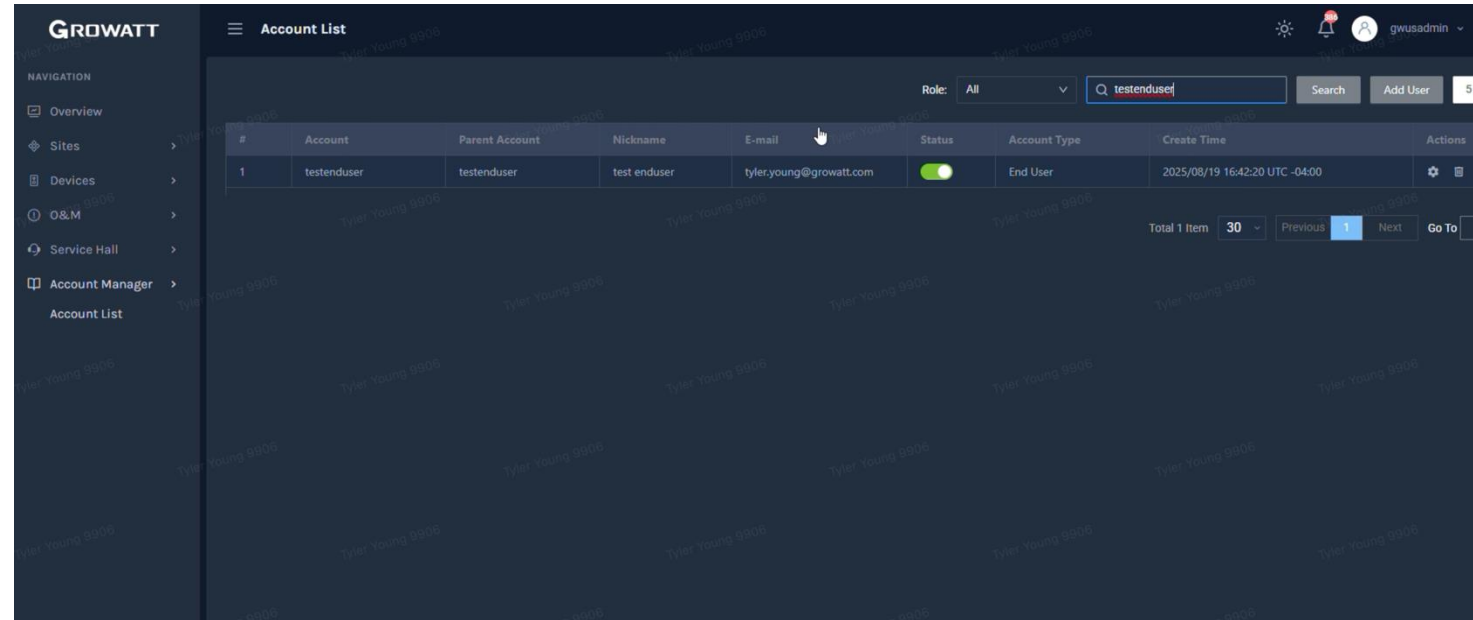 GROWATT
Account List
386
gwusadmin
NAVIGATION
Overview
Sites
Devices
O&M
Service Hall
Account Manager
Account List
Role: All testenduser Search Add User 5
# Account Parent Account Nickname E-mail Status Account Type Create Time Actions
1 testenduser testenduser test enduser tyler.young@growatt.com End User 2025/08/19 16:42:20 UTC -04:00
Total 1 Item 30 Previous 1 Next Go To
Tyler Young 9906